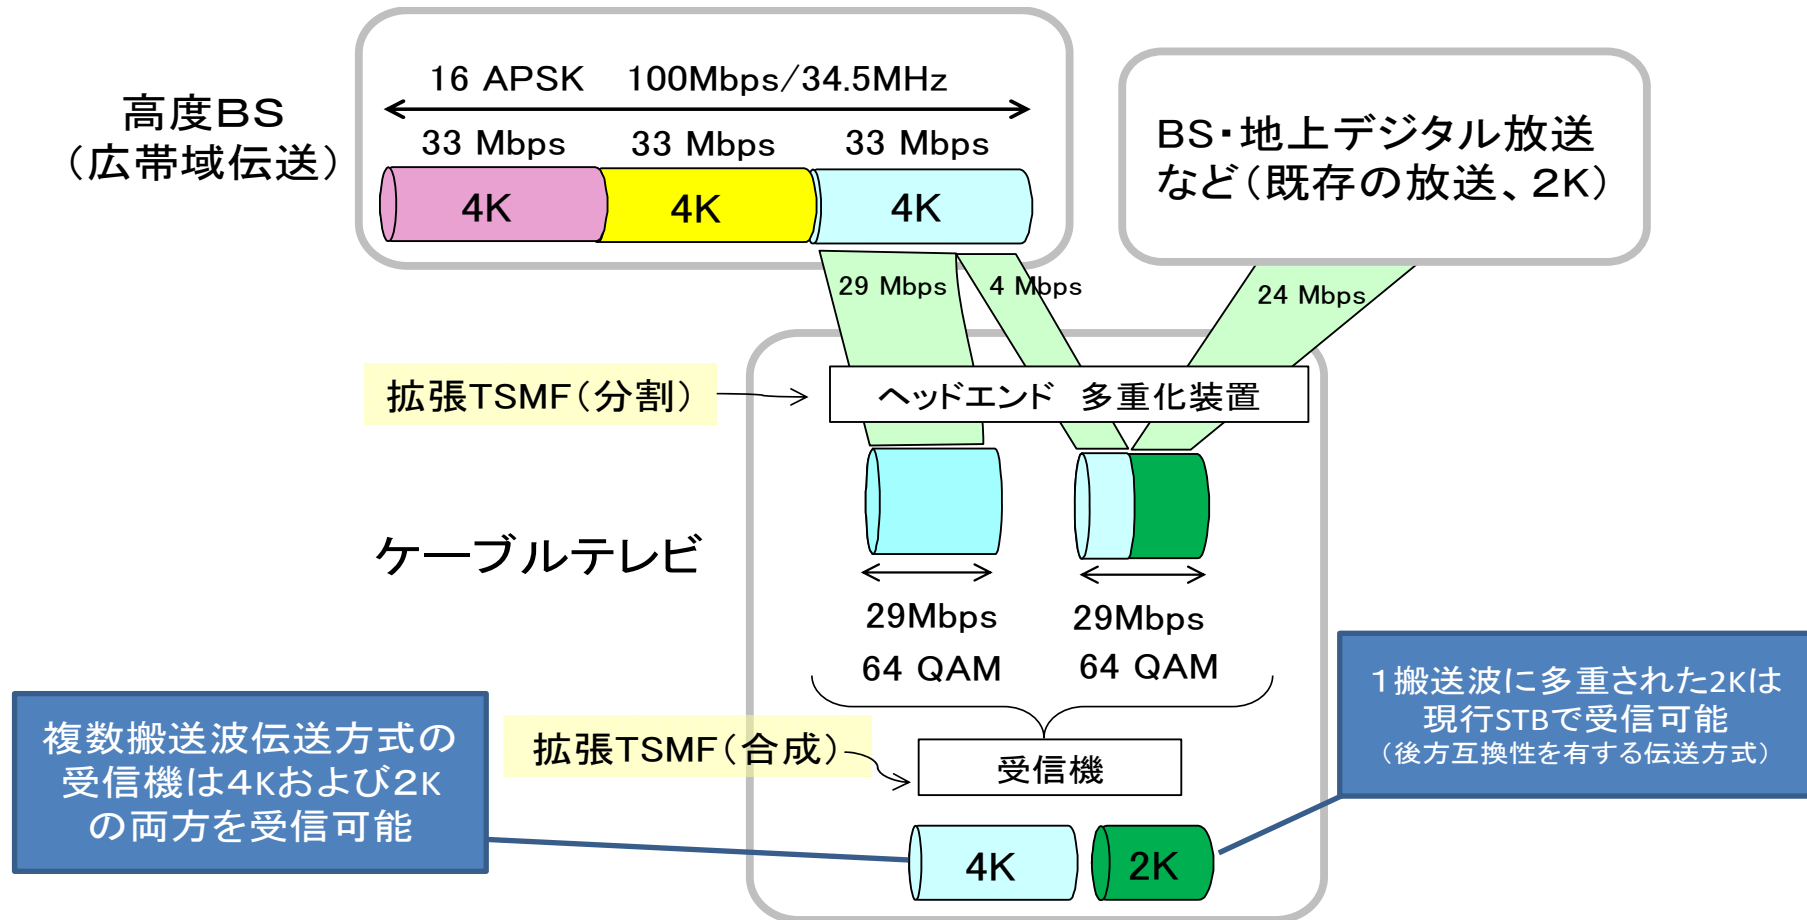 16 APSK　100Mbps/34.5MHz
高度BS
（広帯域伝送）
33 Mbps
33 Mbps
33 Mbps
4K
4K
4K
BS・地上デジタル放送
など（既存の放送、2K）
29 Mbps
4 Mbps
24 Mbps
拡張TSMF（分割）
ヘッドエンド　多重化装置
ケーブルテレビ
29Mbps
64 QAM
29Mbps
64 QAM
拡張TSMF（合成）
受信機
複数搬送波伝送方式の
受信機は4Kおよび2K
の両方を受信可能
1搬送波に多重された2Kは
現行STBで受信可能
（後方互換性を有する伝送方式）
4K
2K